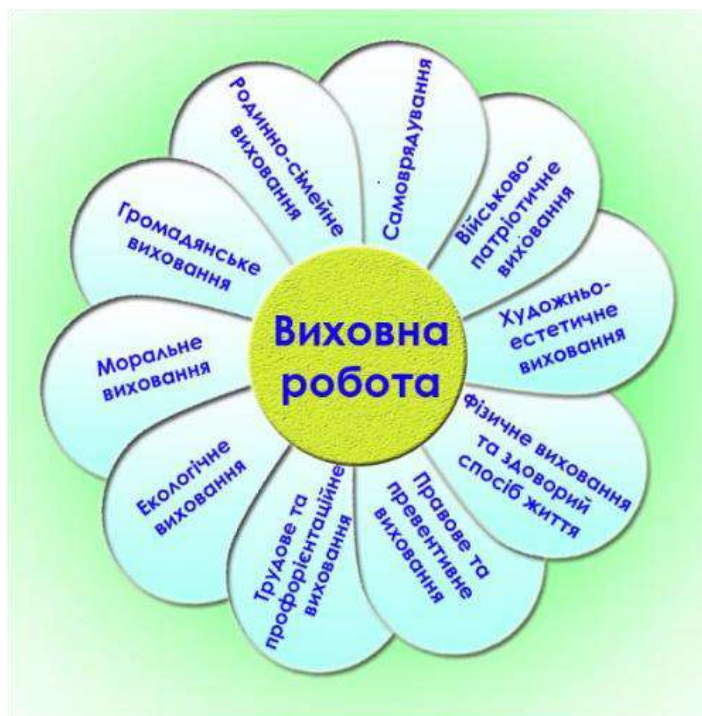 Виховна
робота
Самоврядування
Військово-
патріотичне
виховання
Художньо-
естетичне
виховання
фізичне виховання
та здоворий
спосіб життя
Правове та
превентивне
виховання
Трудове та
профорієнтаційне
виховання
Екологічне
виховання
Моральне
виховання
Громадянське
виховання
Родинно-сімейне
виховання